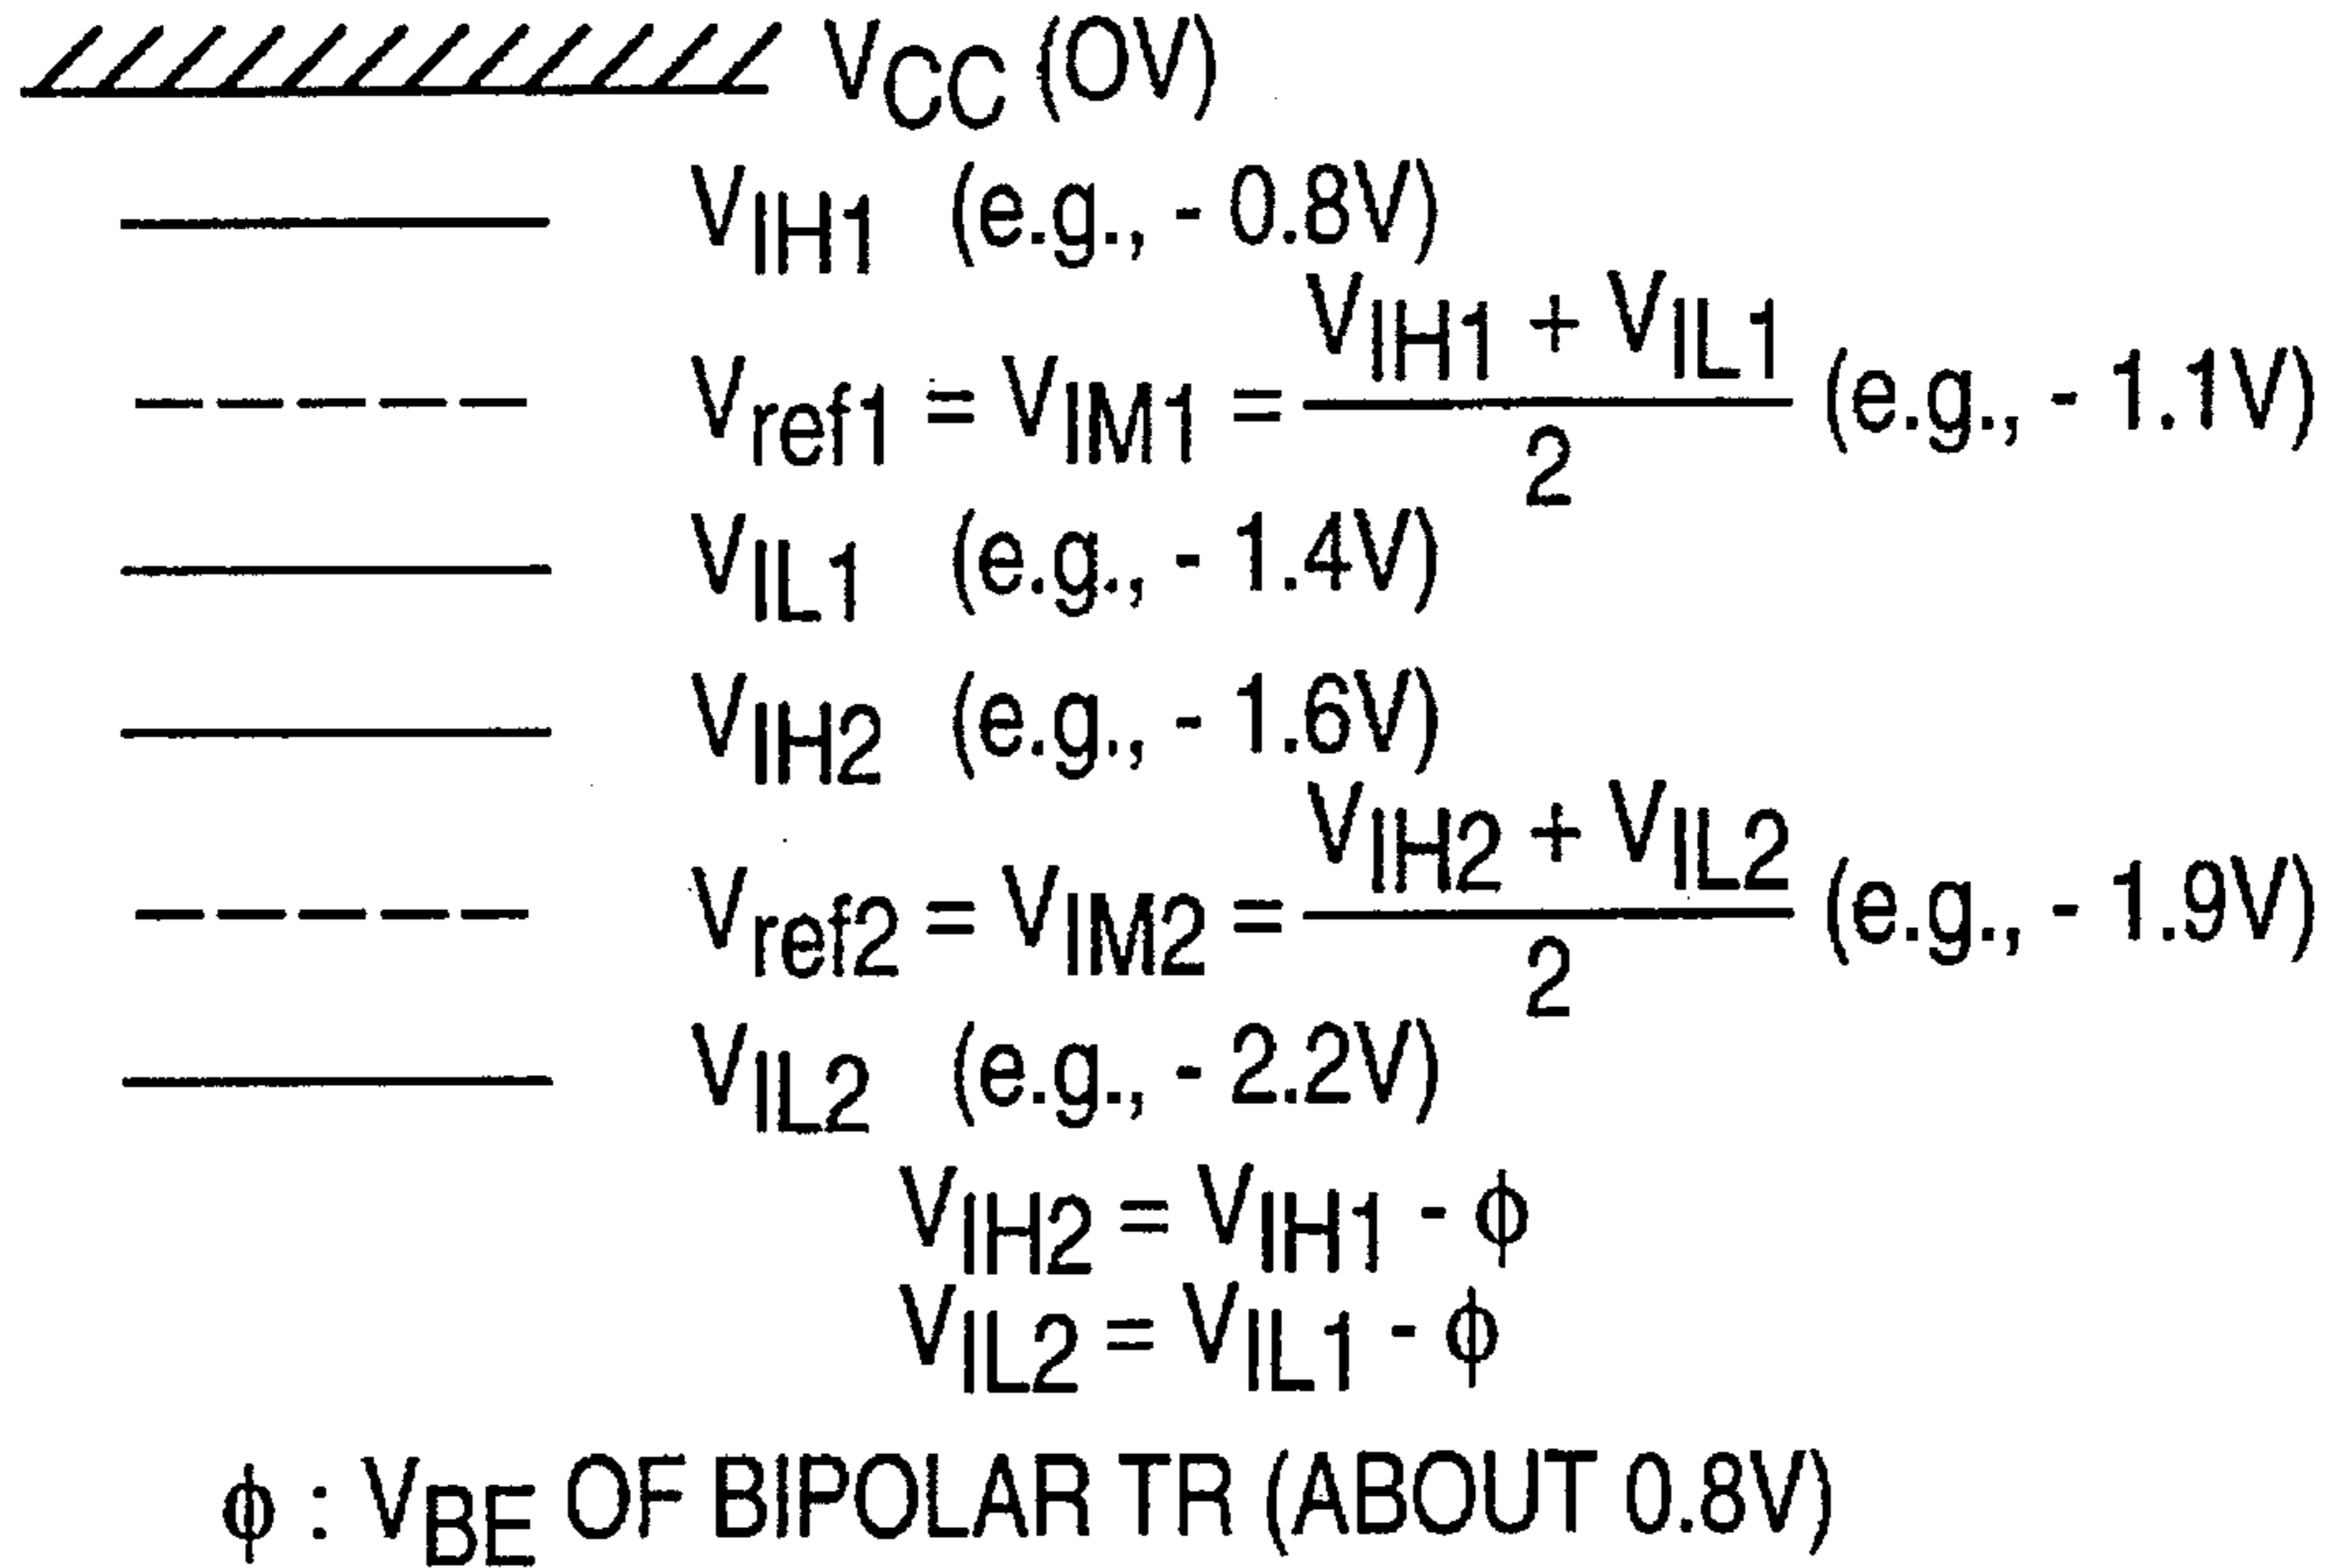 VCC (0V)
VIH1 (e.g., - 0.8V)
Vref1 = VIM1 = VIH1 + VIL1 / 2 (e.g., - 1.1V)
VIL1 (e.g., - 1.4V)
VIH2 (e.g., - 1.6V)
Vref2 = VIM2 = VIH2 + VIL2 / 2 (e.g., - 1.9V)
VIL2 (e.g., - 2.2V)
VIH2 = VIH1 - ϕ
VIL2 = VIL1 - ϕ
ϕ : VBE OF BIPOLAR TR (ABOUT 0.8V)